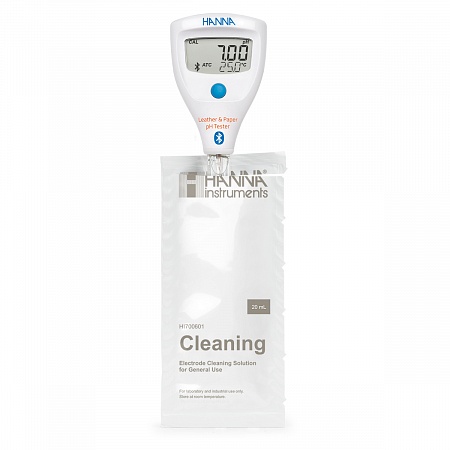 HANNA
CAL pH
7.00
ATC 25.0°C
Leather & Paper
pH Tester
HANNA®
instruments
20 mL
HI700601
Cleaning
Electrode Cleaning Solution
for General Use
For laboratory and industrial use only.
Store at room temperature.